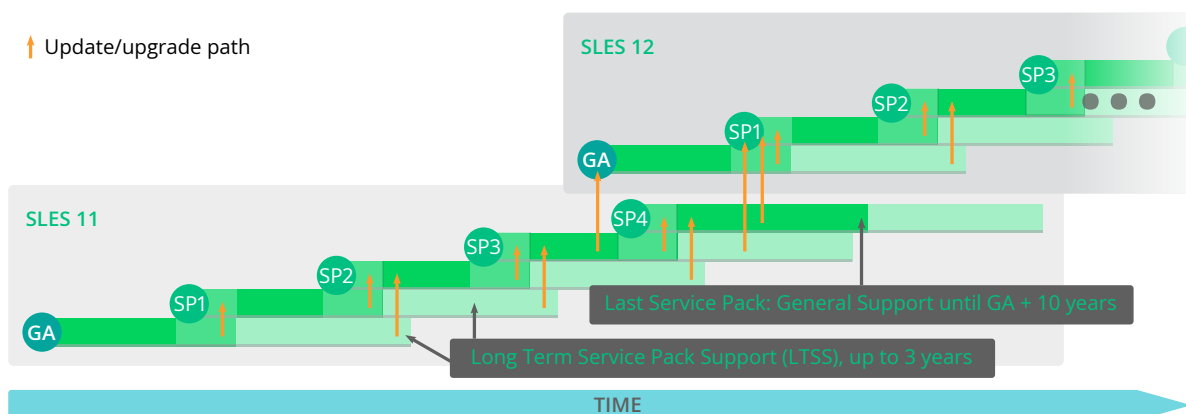 Update/upgrade path
SLES 12
SP3
SP2
SP1
GA
SLES 11
SP4
SP3
SP2
SP1
GA
Last Service Pack: General Support until GA + 10 years
Long Term Service Pack Support (LTSS), up to 3 years
TIME